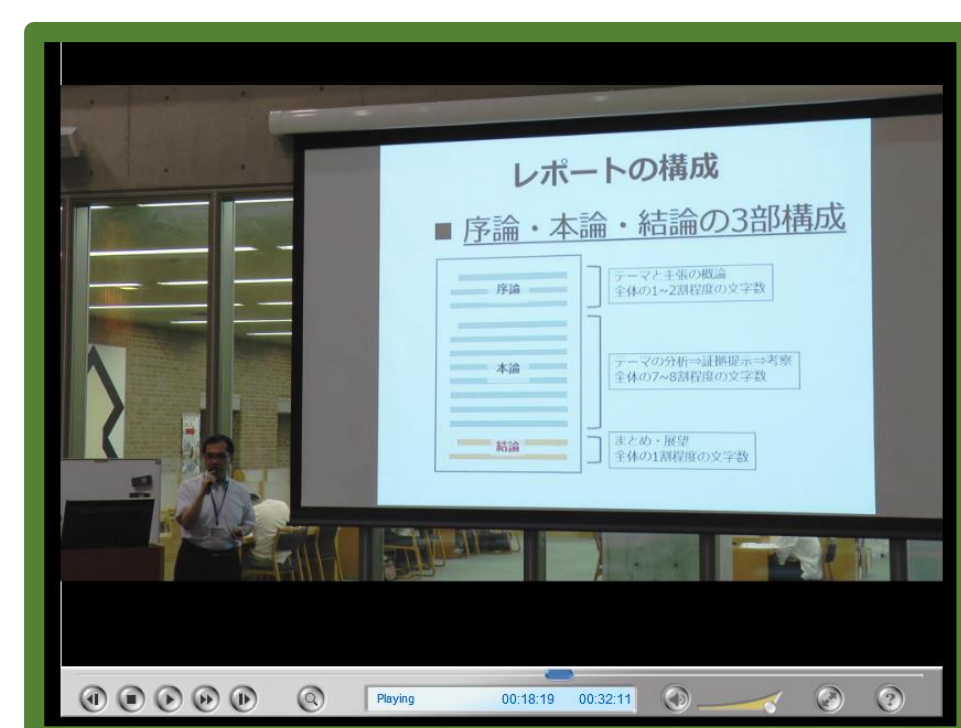 レポートの構成
■ 序論・本論・結論の3部構成
序論
テーマと主張の概論
全体の1~2割程度の文字数
本論
テーマの分析⇒証拠提示⇒考察
全体の7~8割程度の文字数
結論
まとめ・展望
全体の1割程度の文字数
Playing 00:18:19 00:32:11
?